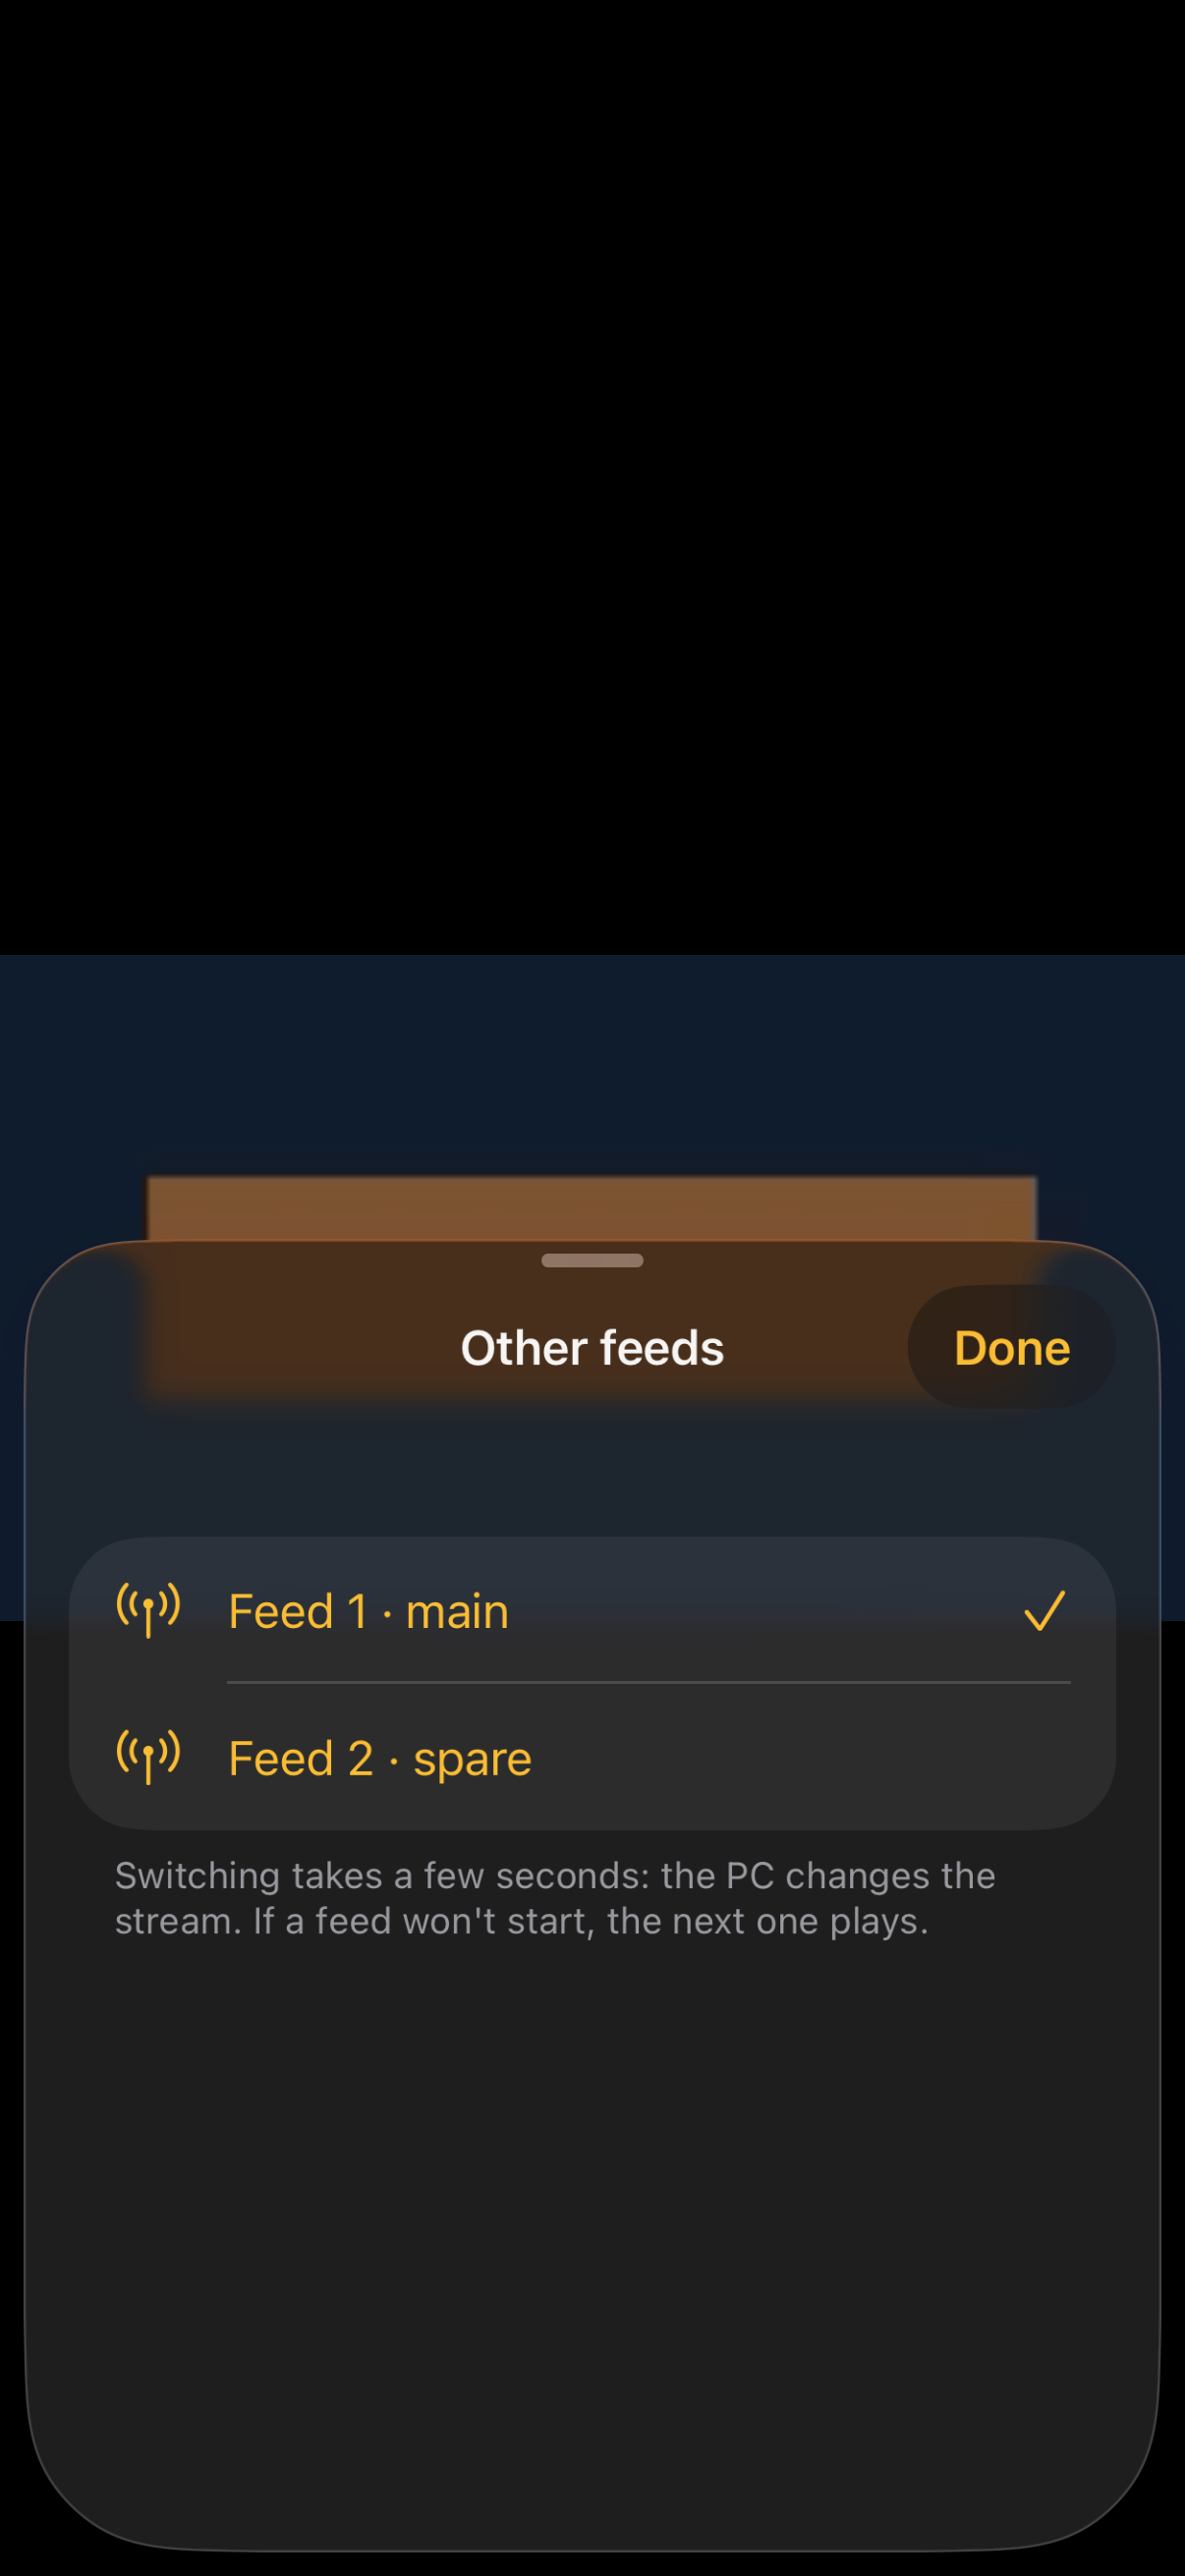 Other feeds
Done
Feed 1 · main
Feed 2 · spare
Switching takes a few seconds: the PC changes the
stream. If a feed won't start, the next one plays.